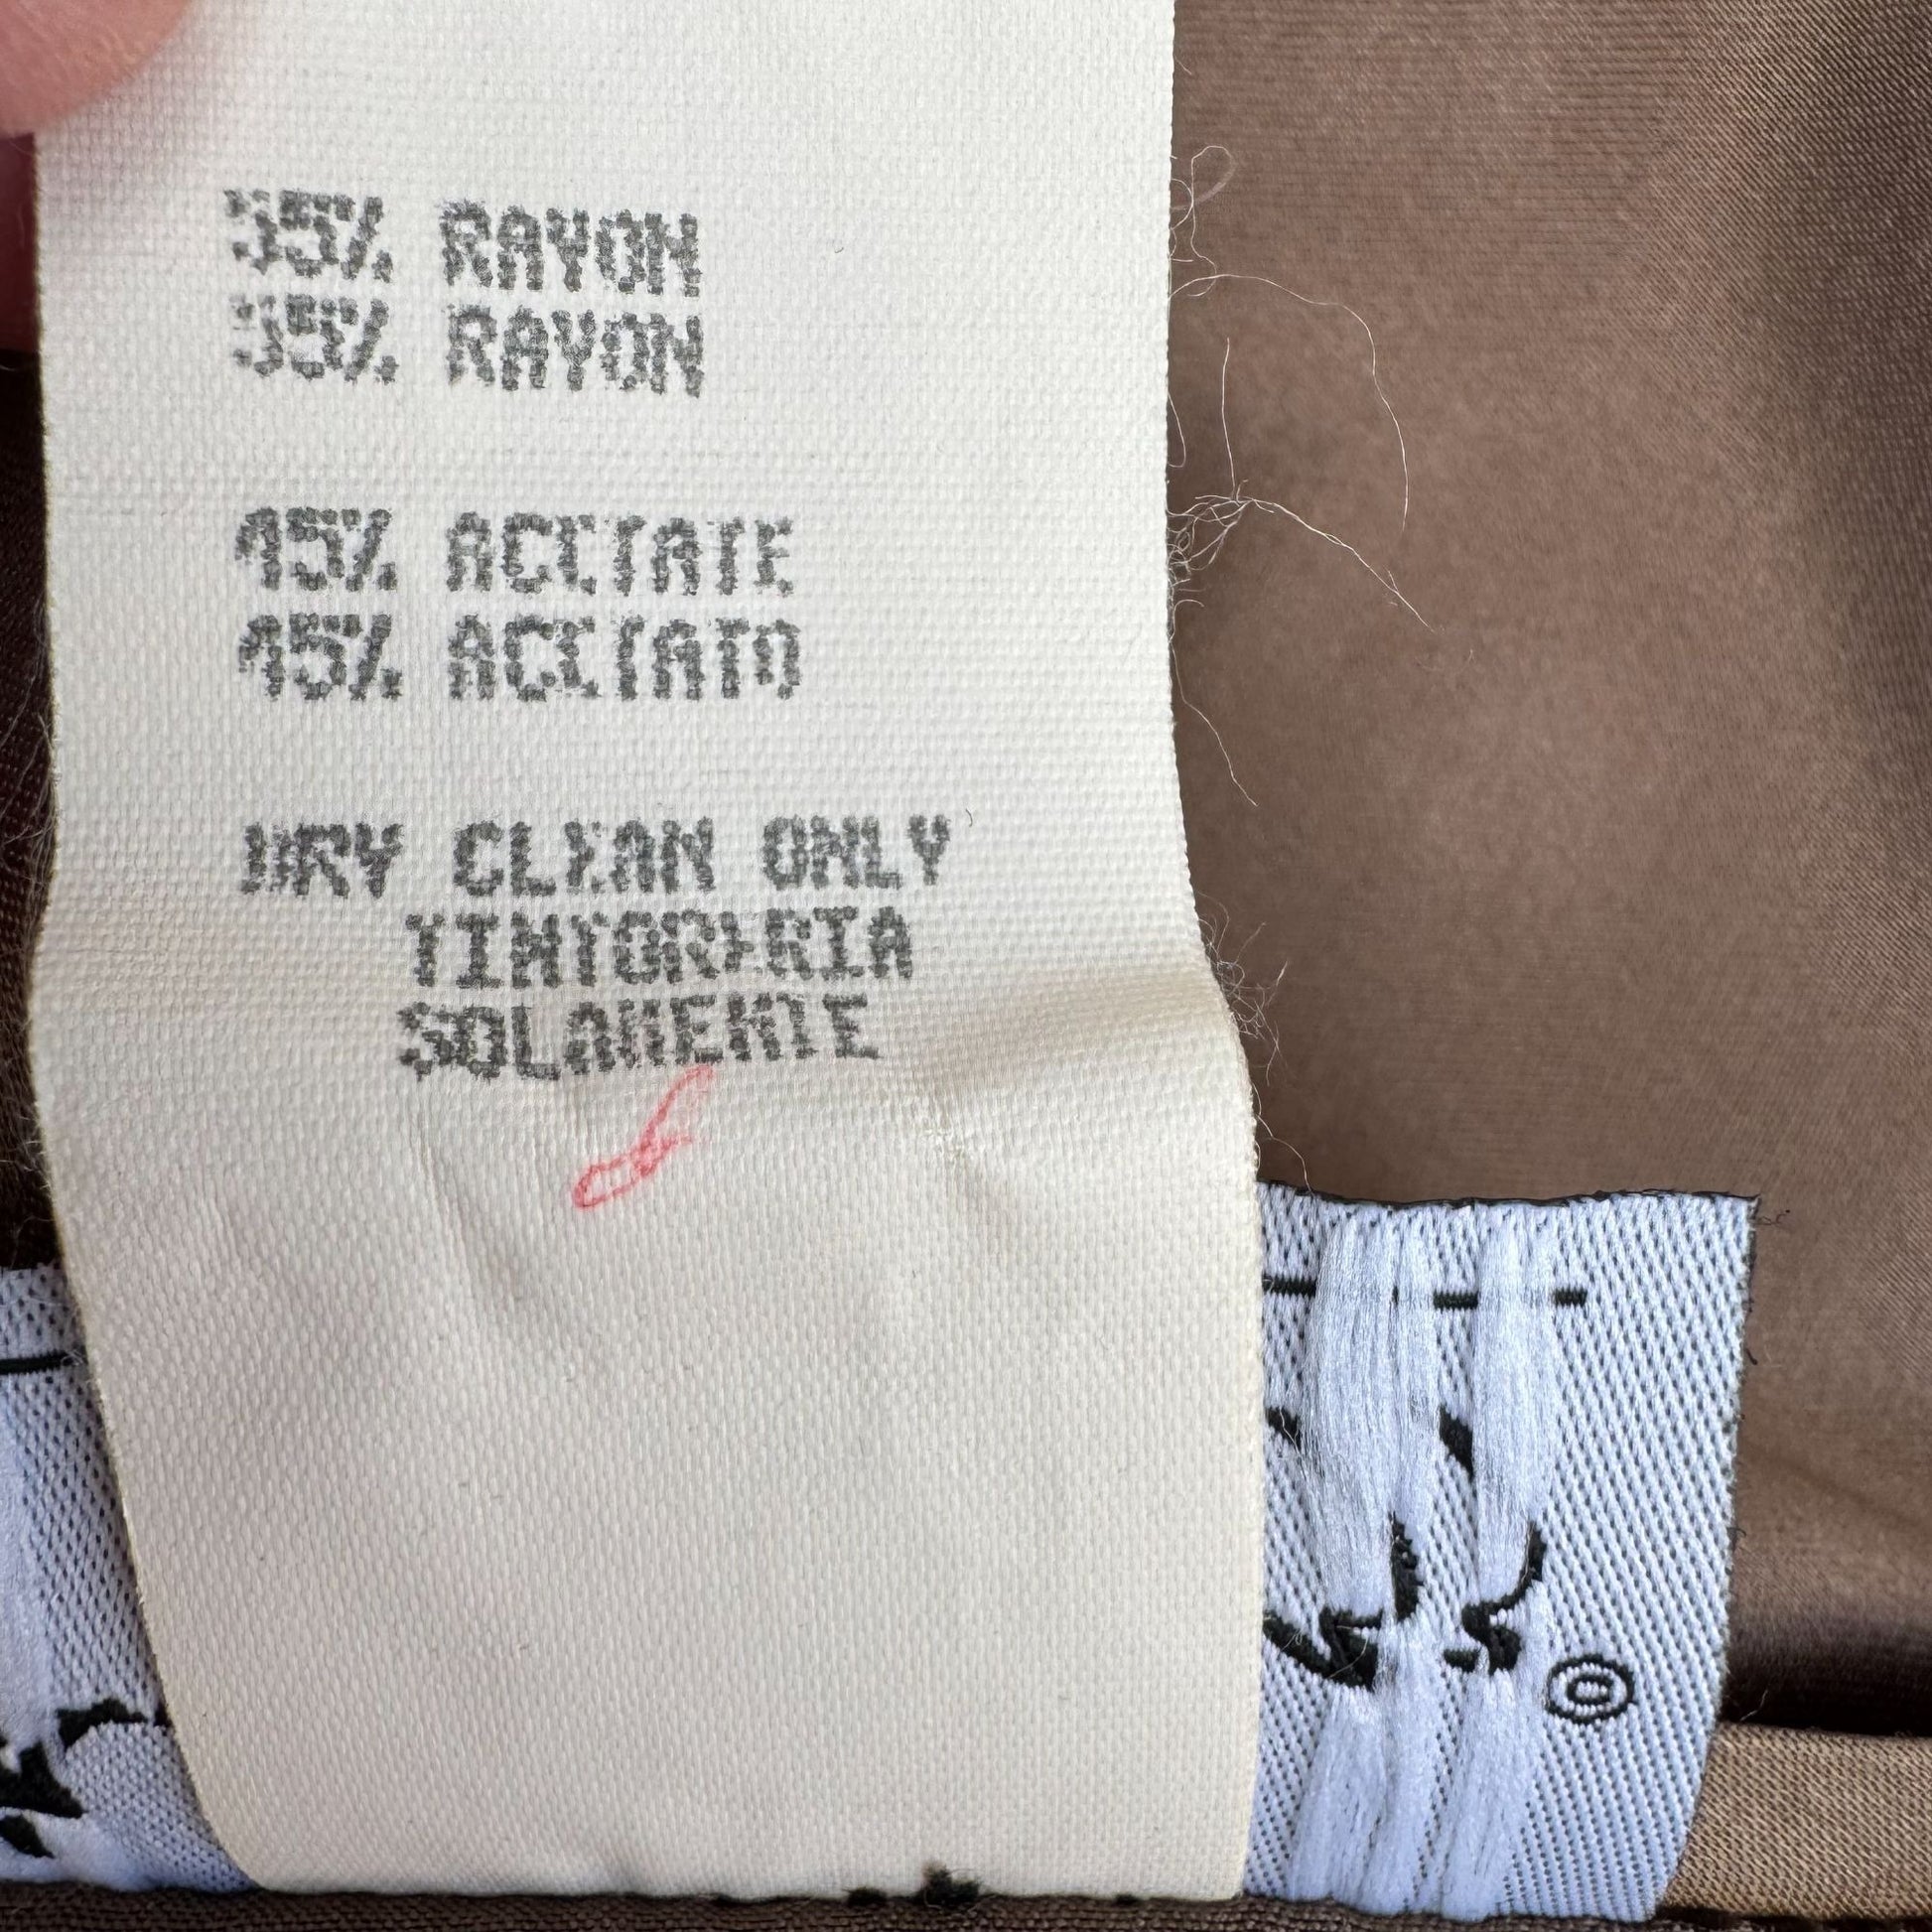 55% RAYON
55% RAYON
45% ACETATE
45% ACETATO
DRY CLEAN ONLY
TINTORERIA
SOLAMENTE
©